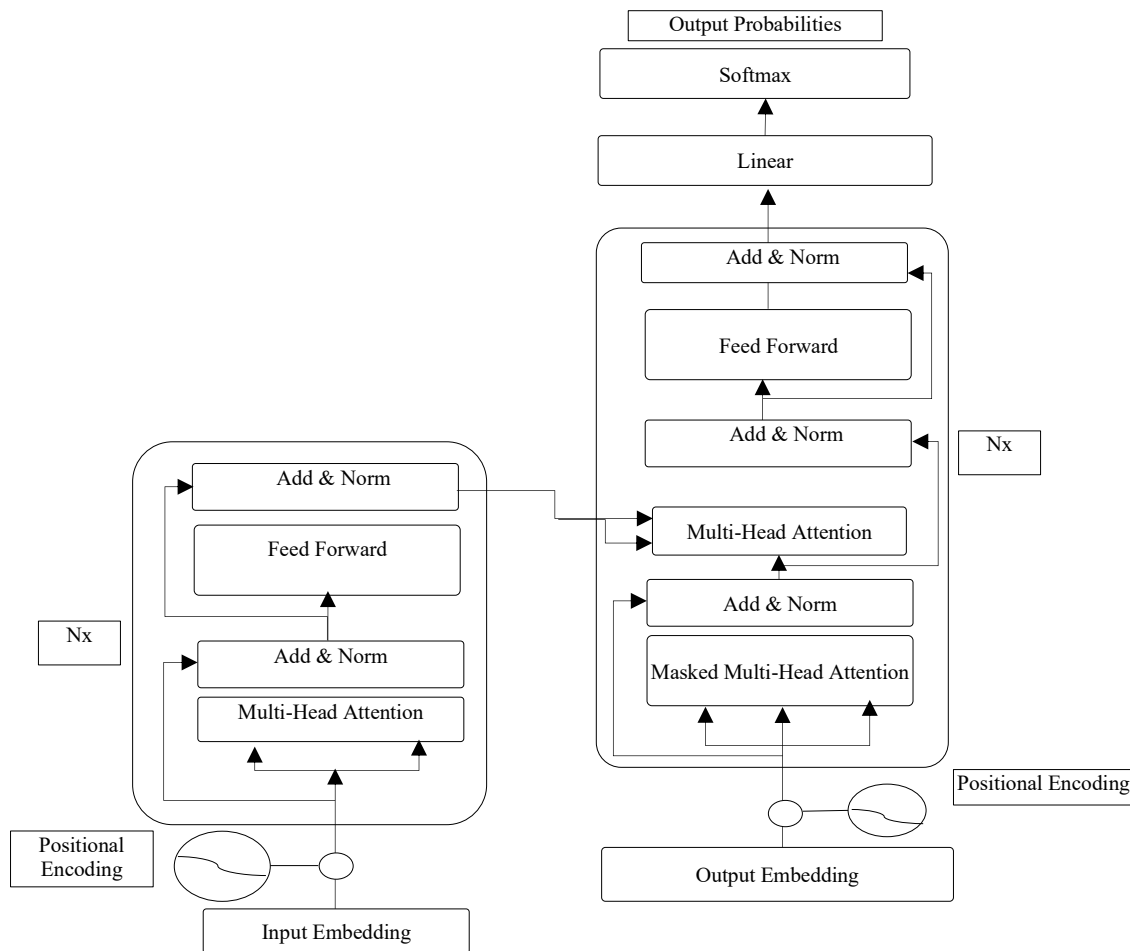 Output Probabilities
Softmax
Linear
Add & Norm
Feed Forward
Add & Norm
Nx
Multi-Head Attention
Add & Norm
Masked Multi-Head Attention
Positional Encoding
Output Embedding
Add & Norm
Feed Forward
Nx
Add & Norm
Multi-Head Attention
Positional
Encoding
Input Embedding